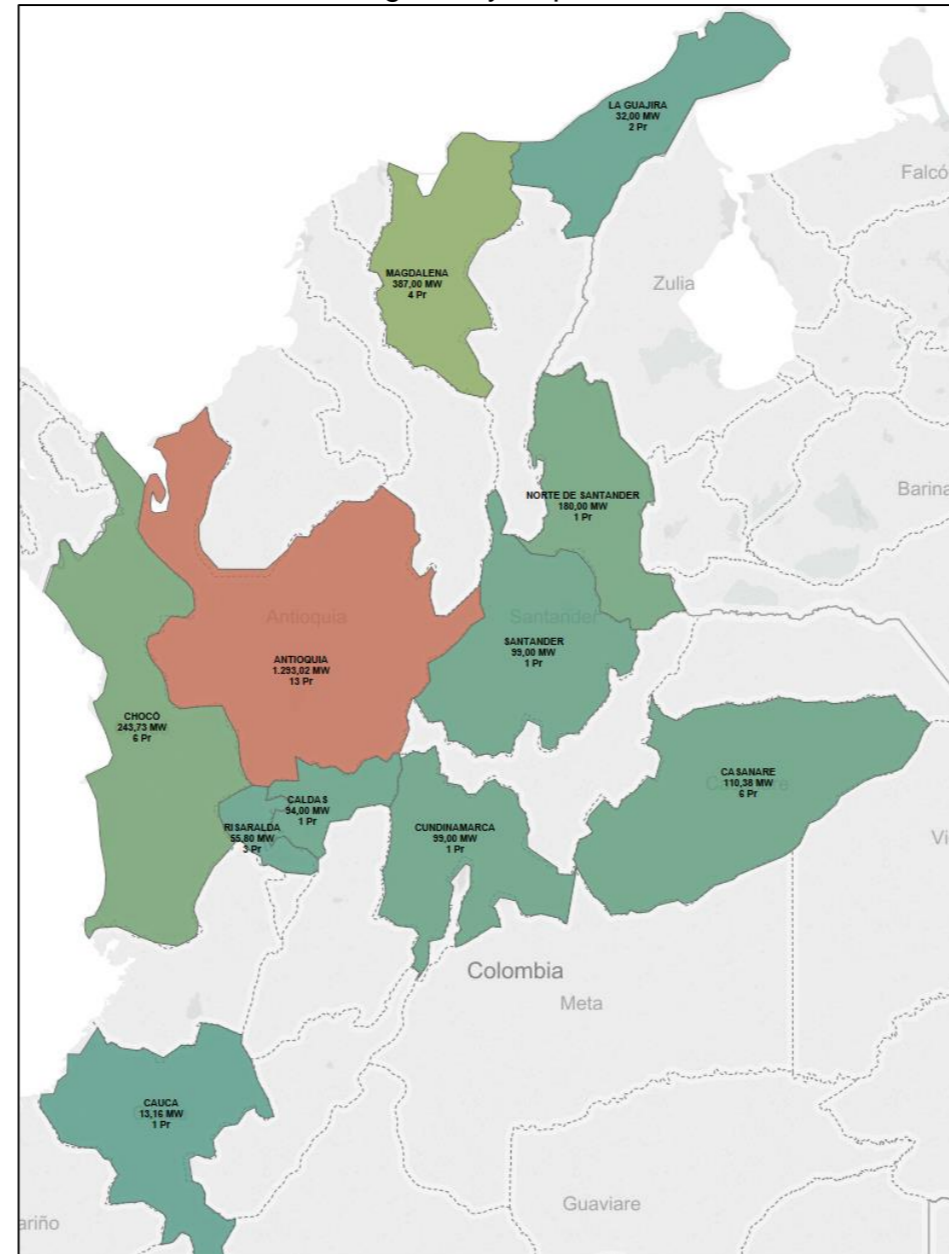 LA GUAJIRA
32,00 MW
2 Pr
Falcó
MAGDALENA
387,00 MW
4 Pr
Zulia
NORTE DE SANTANDER
180,00 MW
1 Pr
Barina
Antioquia
ANTIOQUIA
1.293,02 MW
13 Pr
Santander
SANTANDER
99,00 MW
1 Pr
CHOCÓ
243,73 MW
6 Pr
CASANARE
110,38 MW
6 Pr
CALDAS
94,00 MW
1 Pr
RISARALDA
55,80 MW
3 Pr
CUNDINAMARCA
99,00 MW
1 Pr
Vi
Colombia
Meta
CAUCA
13,16 MW
1 Pr
Guaviare
ariño